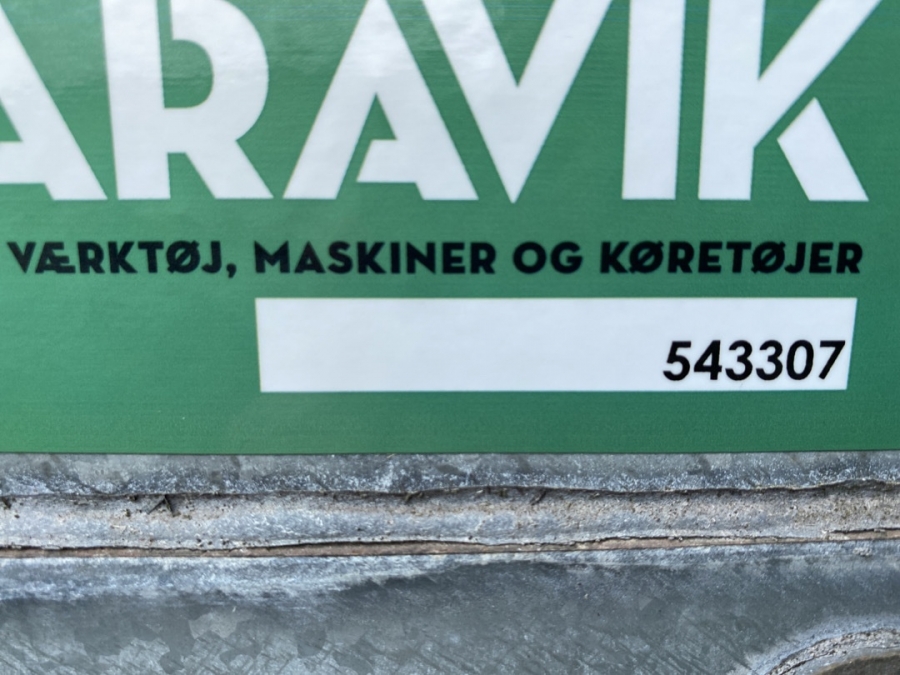 ARAVIK
VÆRKTØJ, MASKINER OG KØRETØJER
543307